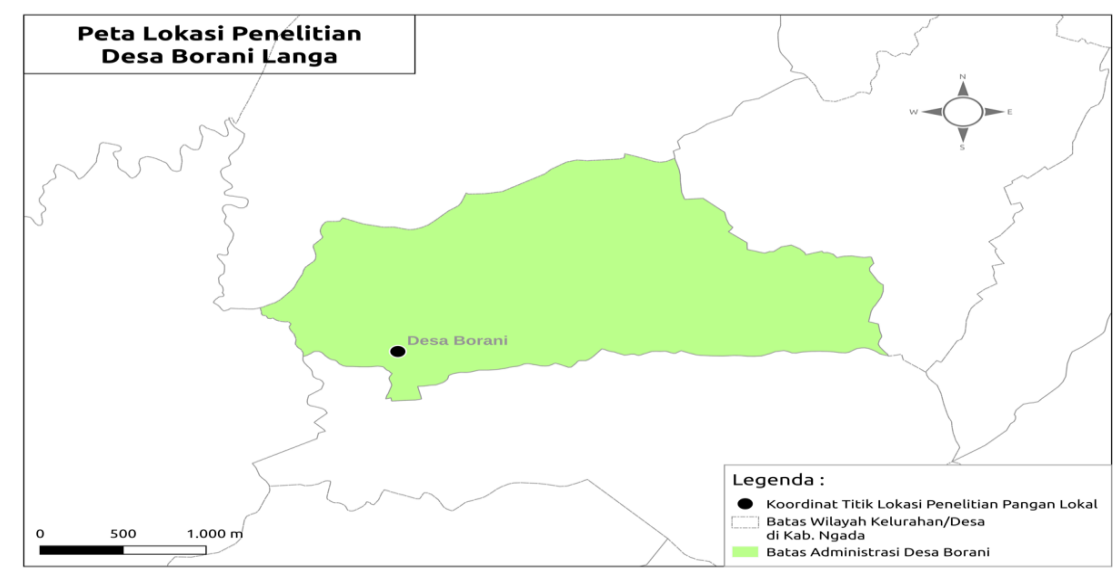 Peta Lokasi Penelitian
Desa Borani Langa
N
W E
S
Desa Borani
Legenda :
Koordinat Titik Lokasi Penelitian Pangan Lokal
Batas Wilayah Kelurahan/Desa
di Kab. Ngada
Batas Administrasi Desa Borani
0 500 1.000 m